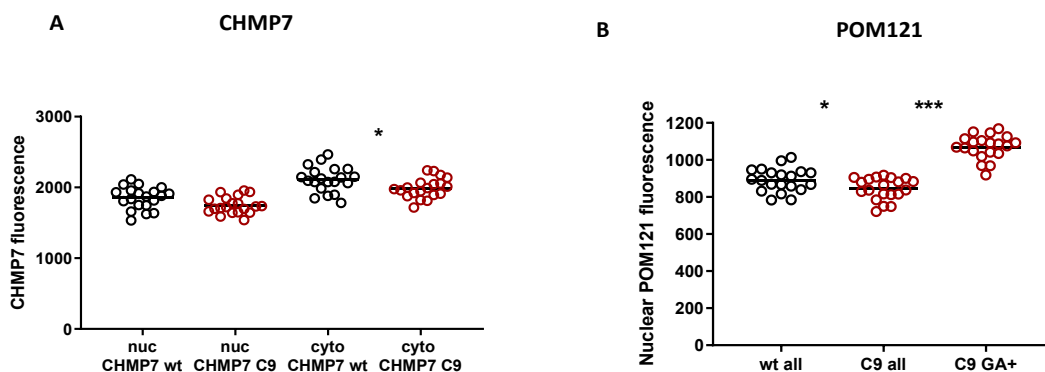 A
CHMP7
CHMP7 fluorescence
3000
2000
1000
0
*
nuc
CHMP7 wt
nuc
CHMP7 C9
cyto
CHMP7 wt
cyto
CHMP7 C9
B
POM121
Nuclear POM121 fluorescence
1200
1000
800
600
400
200
0
*
***
wt all
C9 all
C9 GA+